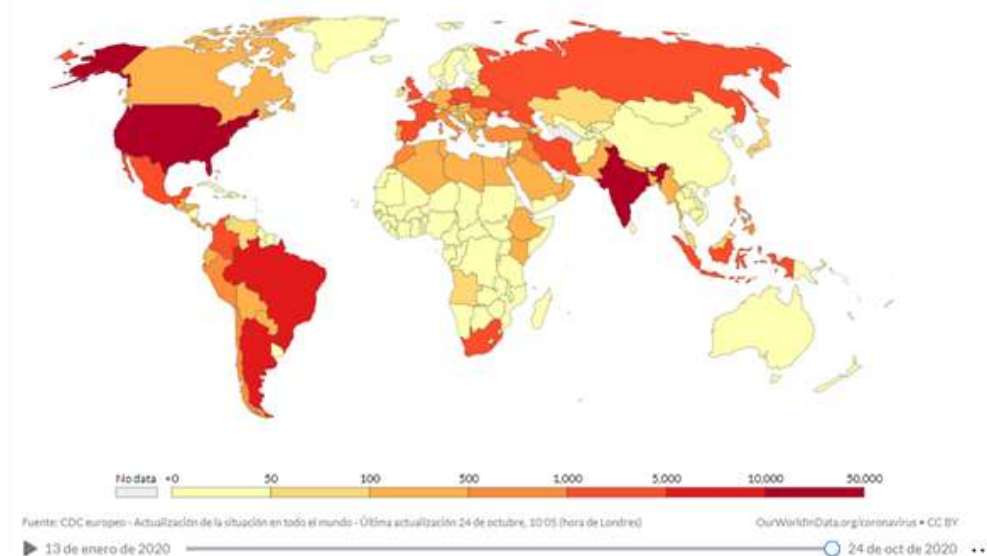 No data +0 50 100 500 1,000 5,000 10,000 50,000
Fuente: CDC europeo - Actualización de la situación en todo el mundo - Última actualización 24 de octubre, 10:05 (hora de Londres) OurWorldInData.org/coronavirus • CC BY
13 de enero de 2020 24 de oct de 2020